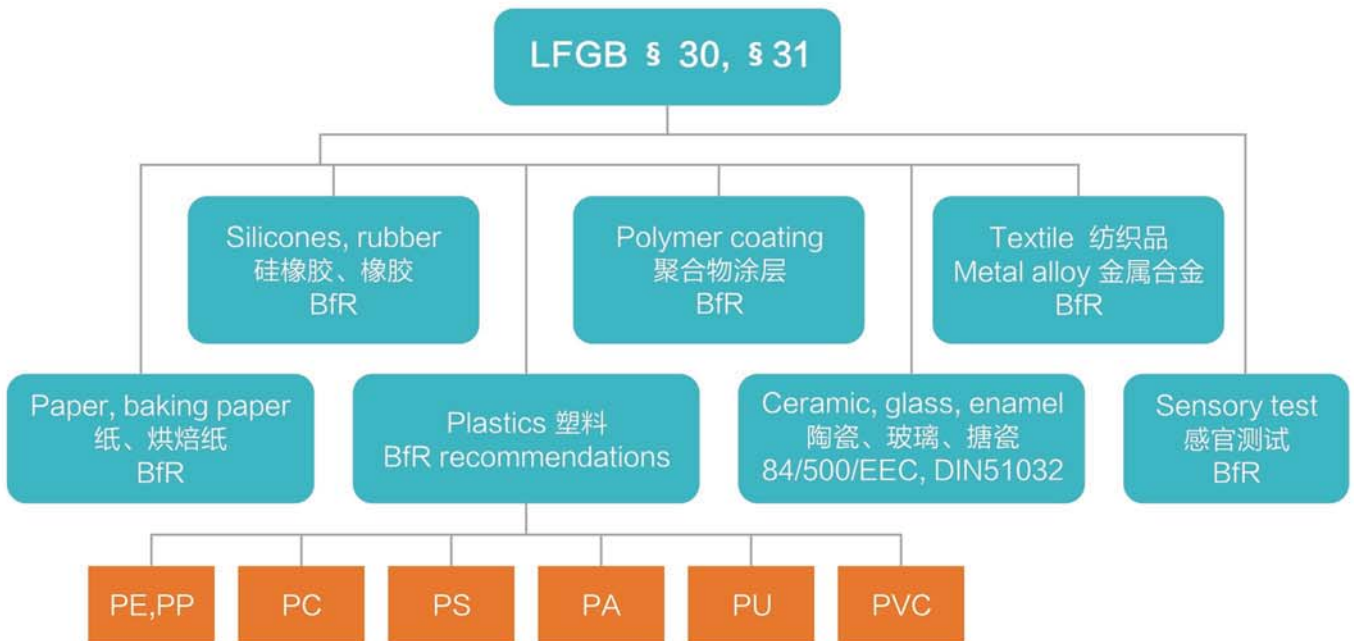 LFGB § 30, §31
Silicones, rubber
硅橡胶、橡胶
BfR
Polymer coating
聚合物涂层
BfR
Textile 纺织品
Metal alloy 金属合金
BfR
Paper, baking paper
纸、烘焙纸
BfR
Plastics 塑料
BfR recommendations
Ceramic, glass, enamel
陶瓷、玻璃、搪瓷
84/500/EEC, DIN51032
Sensory test
感官测试
BfR
PE,PP
PC
PS
PA
PU
PVC